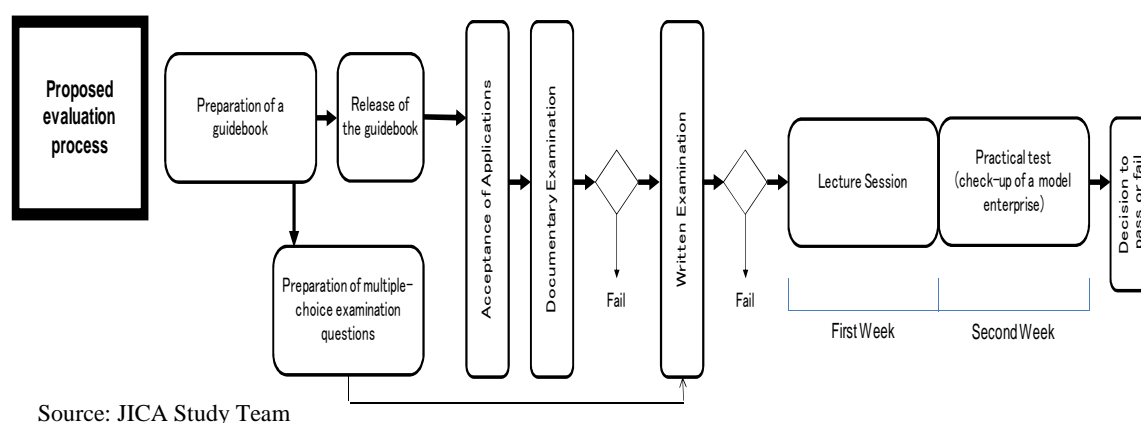 Proposed
evaluation
process
Preparation of a
guidebook
Release of
the guidebook
Preparation of multiple-
choice examination
questions
Acceptance of Applications
Documentary Examination
Fail
Written Examination
Fail
Lecture Session
Practical test
(check-up of a model
enterprise)
Decision to
pass or fail
First Week
Second Week
Source: JICA Study Team